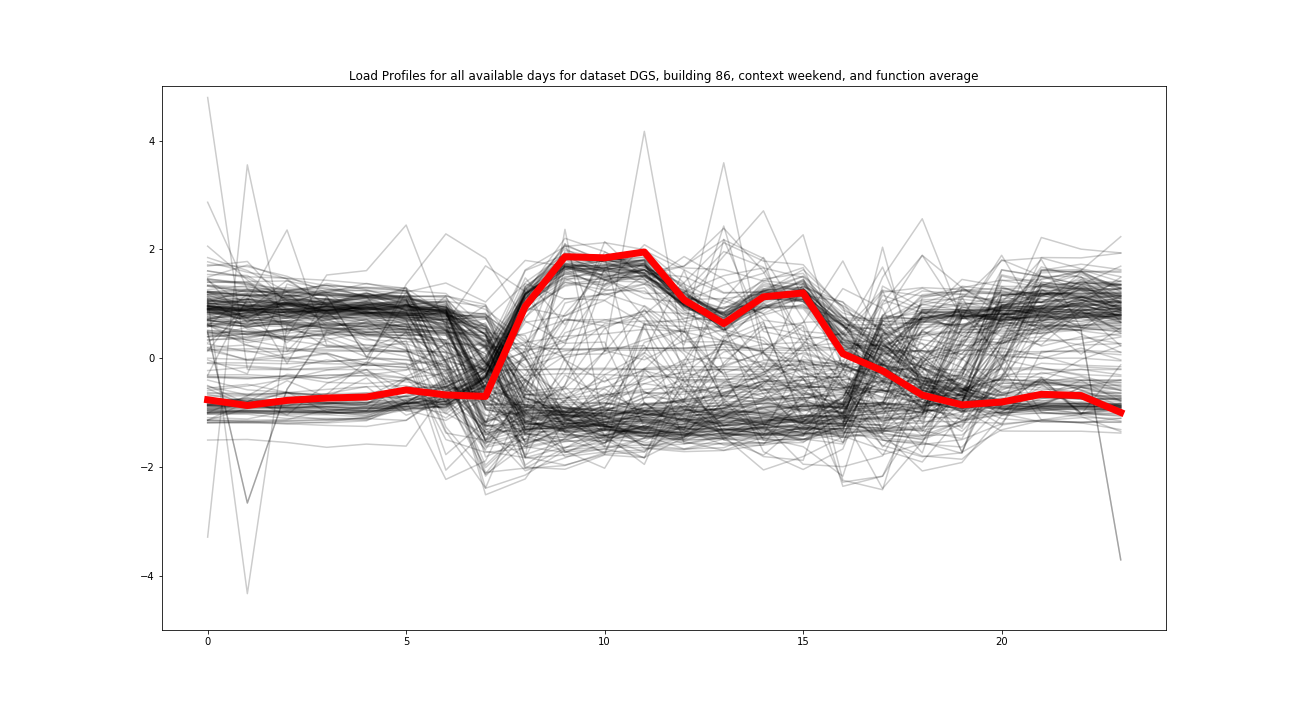 Load Profiles for all available days for dataset DGS, building 86, context weekend, and function average
4
2
0
−2
−4
0 5 10 15 20